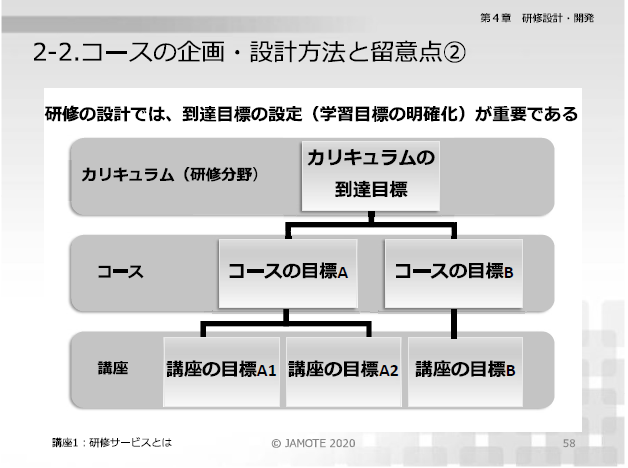 第４章　研修設計・開発
2-2.コースの企画・設計方法と留意点②
研修の設計では、到達目標の設定（学習目標の明確化）が重要である
カリキュラム（研修分野）
カリキュラムの
到達目標
コース
コースの目標A
コースの目標B
講座
講座の目標A1
講座の目標A2
講座の目標B
講座1：研修サービスとは
© JAMOTE 2020
58